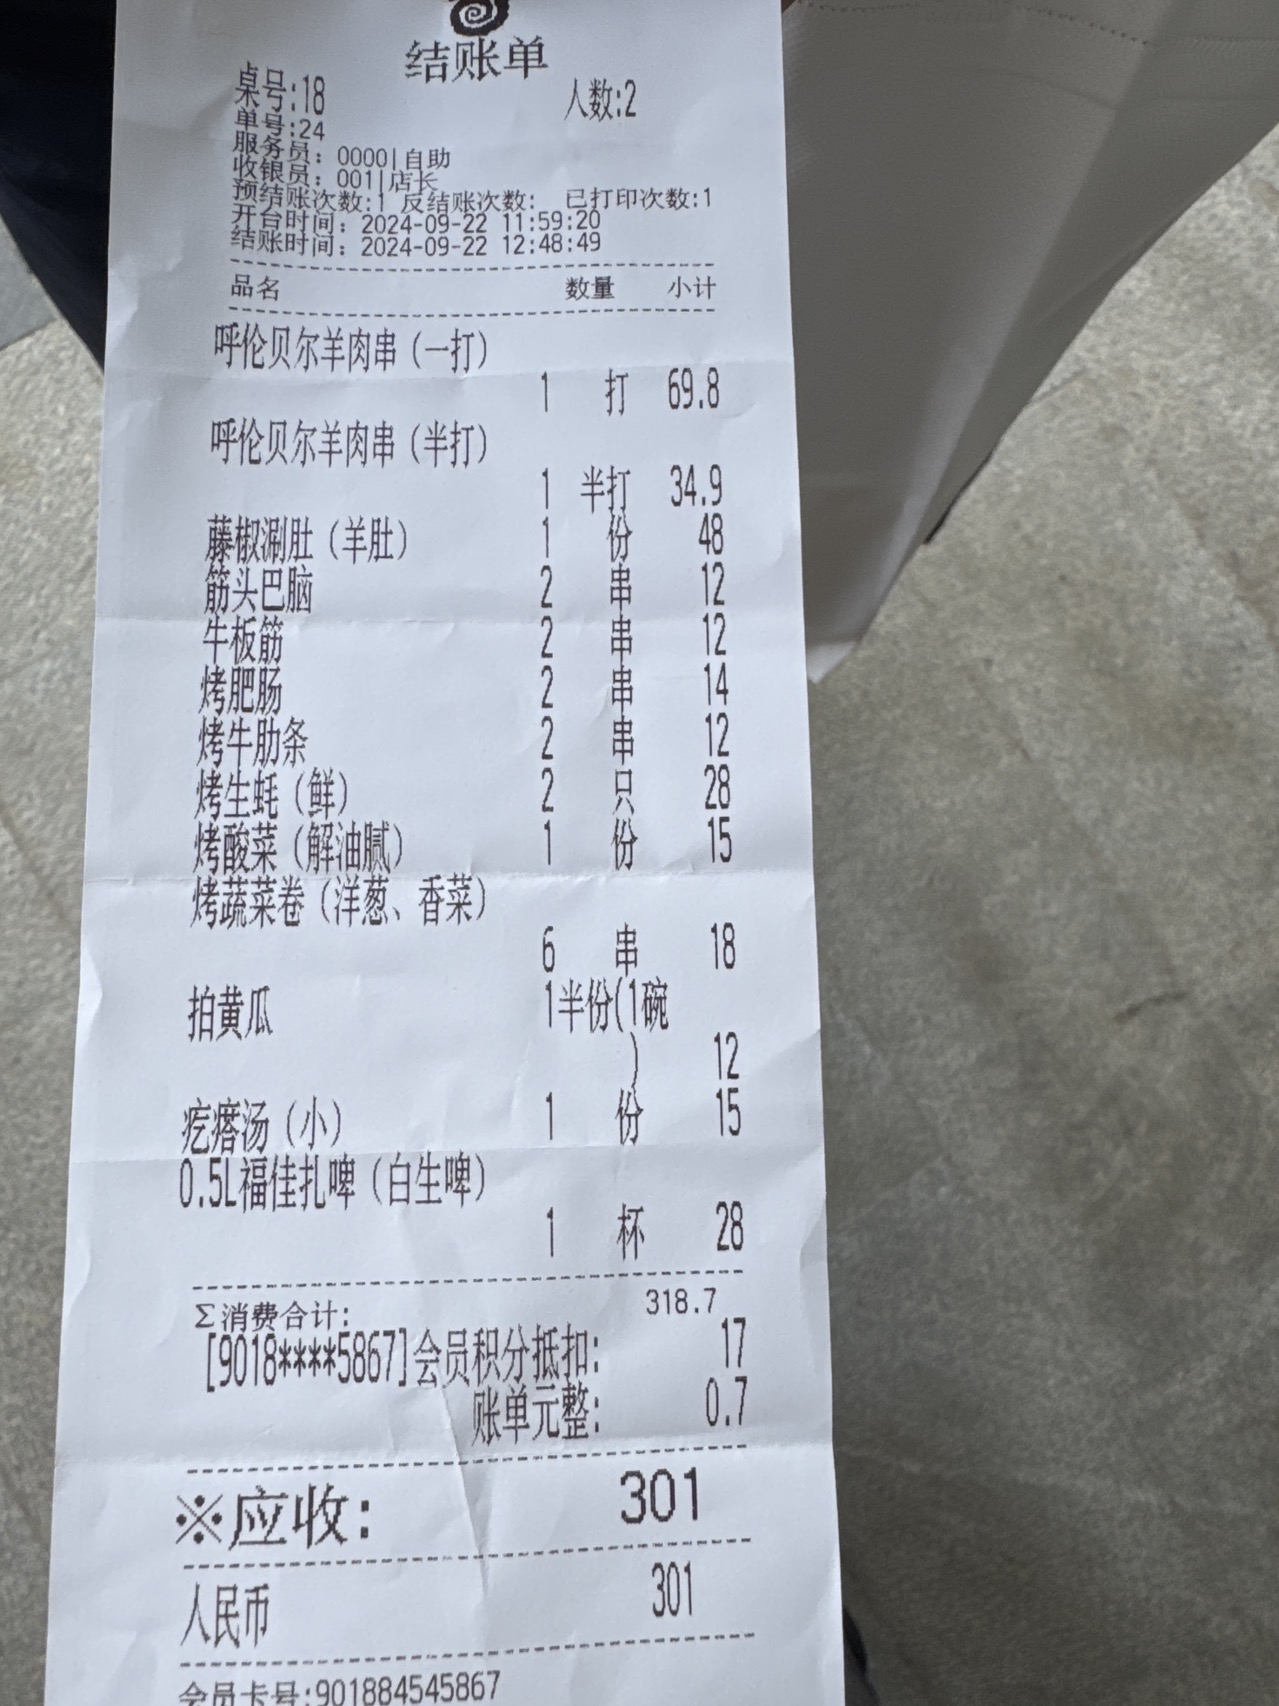 结账单
桌号:18 人数:2
单号:24
服务员: 0000|自助
收银员: 001|店长
预结账次数:1 反结账次数: 已打印次数:1
开台时间: 2024-09-22 11:59:20
结账时间: 2024-09-22 12:48:49
品名 数量 小计
呼伦贝尔羊肉串(一打)
1 打 69.8
呼伦贝尔羊肉串(半打)
1 半打 34.9
藤椒涮肚(羊肚) 1 份 48
筋头巴脑 2 串 12
牛板筋 2 串 12
烤肥肠 2 串 14
烤牛肋条 2 串 12
烤生蚝(鲜) 2 只 28
烤酸菜(解油腻) 1 份 15
烤蔬菜卷(洋葱、香菜)
6 串 18
拍黄瓜 1半份(1碗
) 12
疙瘩汤(小) 1 份 15
0.5L福佳扎啤(白生啤)
1 杯 28
Σ消费合计: 318.7
[9018****5867]会员积分抵扣: 17
账单元整: 0.7
※应收: 301
人民币 301
会员卡号:901884545867